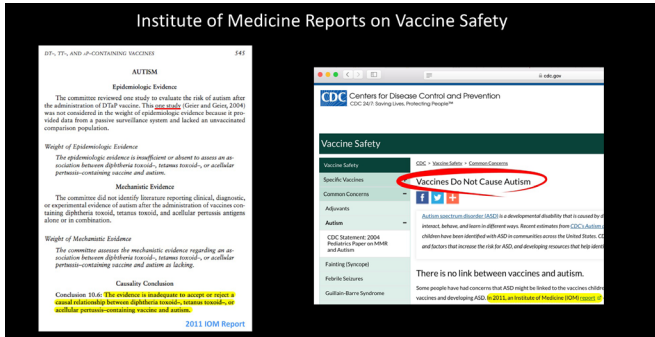 Institute of Medicine Reports on Vaccine Safety
DT-, TT-, AND aP-CONTAINING VACCINES 545
AUTISM
Epidemiologic Evidence
The committee reviewed one study to evaluate the risk of autism after
the administration of DTaP vaccine. This one study (Geier and Geier, 2004)
was not considered in the weight of epidemiologic evidence because it pro-
vided data from a passive surveillance system and lacked an unvaccinated
comparison population.
Weight of Epidemiologic Evidence
The epidemiologic evidence is insufficient or absent to assess an as-
sociation between diphtheria toxoid–, tetanus toxoid–, or acellular
pertussis–containing vaccine and autism.
Mechanistic Evidence
The committee did not identify literature reporting clinical, diagnostic,
or experimental evidence of autism after the administration of vaccines con-
taining diphtheria toxoid, tetanus toxoid, and acellular pertussis antigens
alone or in combination.
Weight of Mechanistic Evidence
The committee assesses the mechanistic evidence regarding an as-
sociation between diphtheria toxoid–, tetanus toxoid–, or acellular
pertussis–containing vaccine and autism as lacking.
Causality Conclusion
Conclusion 10.6: The evidence is inadequate to accept or reject a
causal relationship between diphtheria toxoid–, tetanus toxoid–, or
acellular pertussis–containing vaccine and autism.
2011 IOM Report
cdc.gov
CDC Centers for Disease Control and Prevention
CDC 24/7: Saving Lives, Protecting People™
Vaccine Safety
Vaccine Safety
Specific Vaccines
Common Concerns
Adjuvants
Autism
CDC Statement: 2004
Pediatrics Paper on MMR
and Autism
Fainting (Syncope)
Febrile Seizures
Guillain-Barre Syndrome
CDC > Vaccine Safety > Common Concerns
Vaccines Do Not Cause Autism
Autism spectrum disorder (ASD) is a developmental disability that is caused by d
interact, behave, and learn in different ways. Recent estimates from CDC's Autism a
children have been identified with ASD in communities across the United States. CD
and factors that increase the risk for ASD, and developing resources that help identi
There is no link between vaccines and autism.
Some people have had concerns that ASD might be linked to the vaccines childre
vaccines and developing ASD. In 2011, an Institute of Medicine (IOM) report